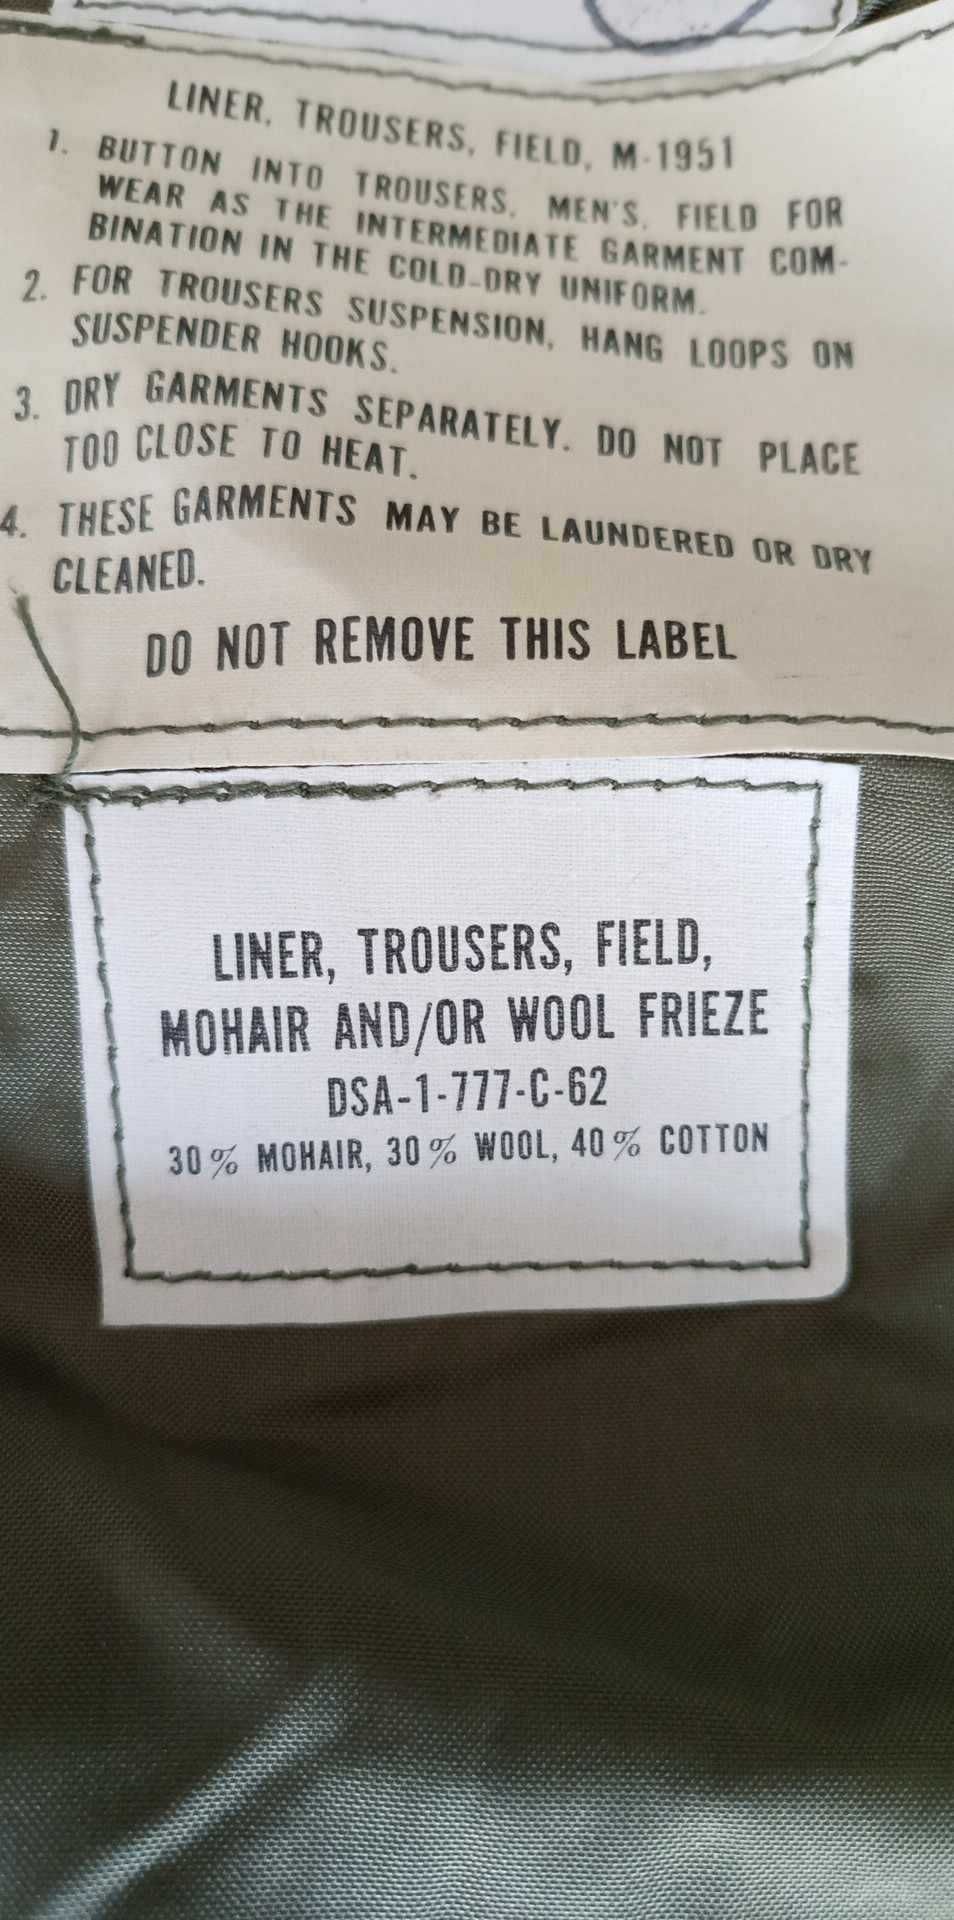 LINER, TROUSERS, FIELD, M-1951
1. BUTTON INTO TROUSERS, MEN'S, FIELD FOR
WEAR AS THE INTERMEDIATE GARMENT COM-
BINATION IN THE COLD-DRY UNIFORM.
2. FOR TROUSERS SUSPENSION, HANG LOOPS ON
SUSPENDER HOOKS.
3. DRY GARMENTS SEPARATELY. DO NOT PLACE
TOO CLOSE TO HEAT.
4. THESE GARMENTS MAY BE LAUNDERED OR DRY
CLEANED.
DO NOT REMOVE THIS LABEL
LINER, TROUSERS, FIELD,
MOHAIR AND/OR WOOL FRIEZE
DSA-1-777-C-62
30% MOHAIR, 30% WOOL, 40% COTTON